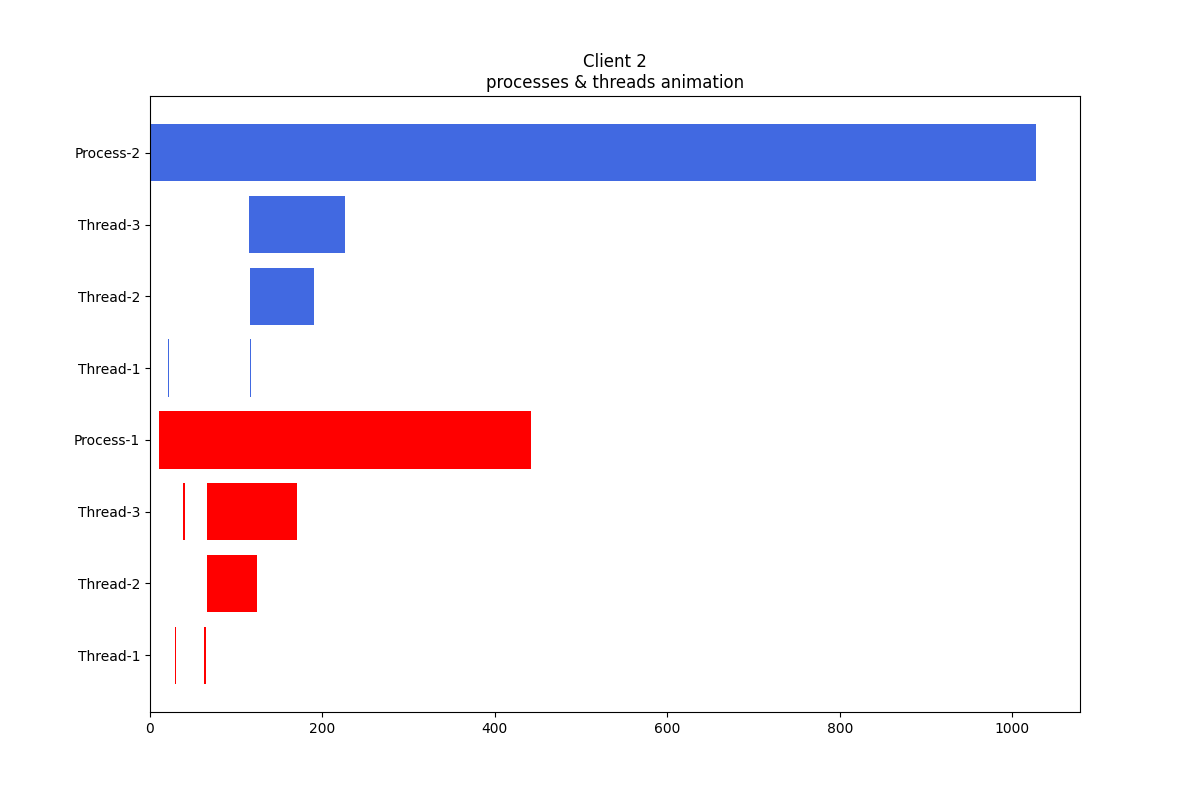 Client 2
processes & threads animation
Process-2
Thread-3
Thread-2
Thread-1
Process-1
Thread-3
Thread-2
Thread-1
0 200 400 600 800 1000